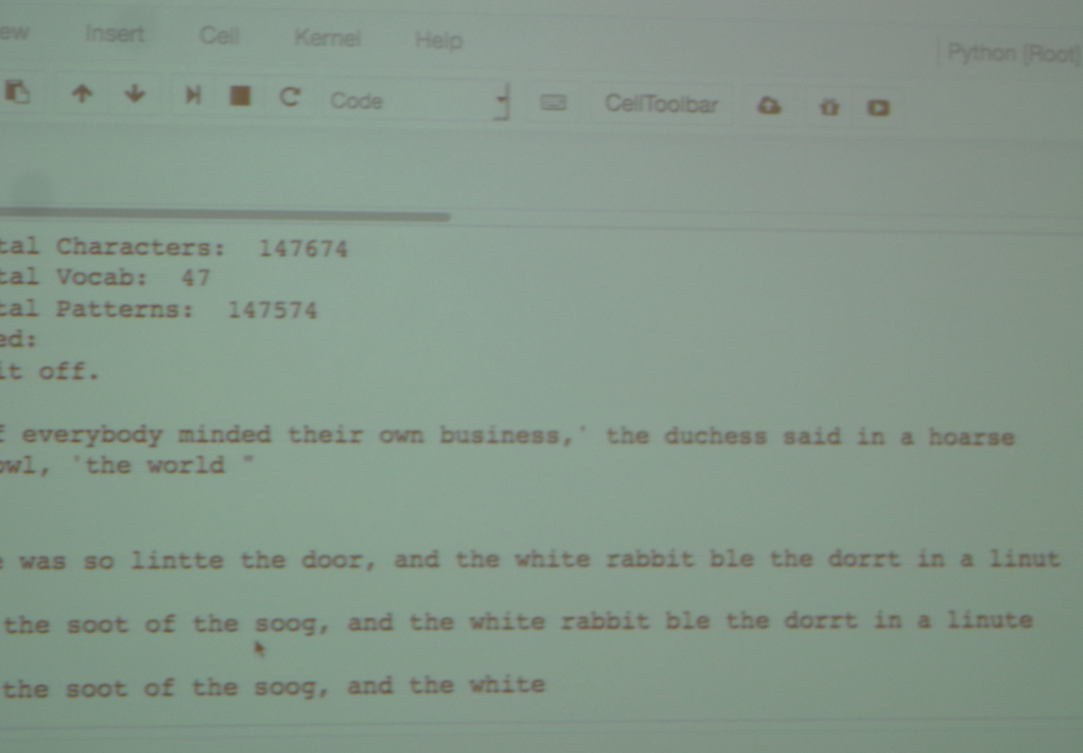 ew Insert Cell Kernel Help Python [Root]
Code CellToolbar
tal Characters: 147674
tal Vocab: 47
tal Patterns: 147574
ed:
it off.
f everybody minded their own business,' the duchess said in a hoarse
owl, 'the world "
e was so lintte the door, and the white rabbit ble the dorrt in a linut
the soot of the soog, and the white rabbit ble the dorrt in a linute
the soot of the soog, and the white